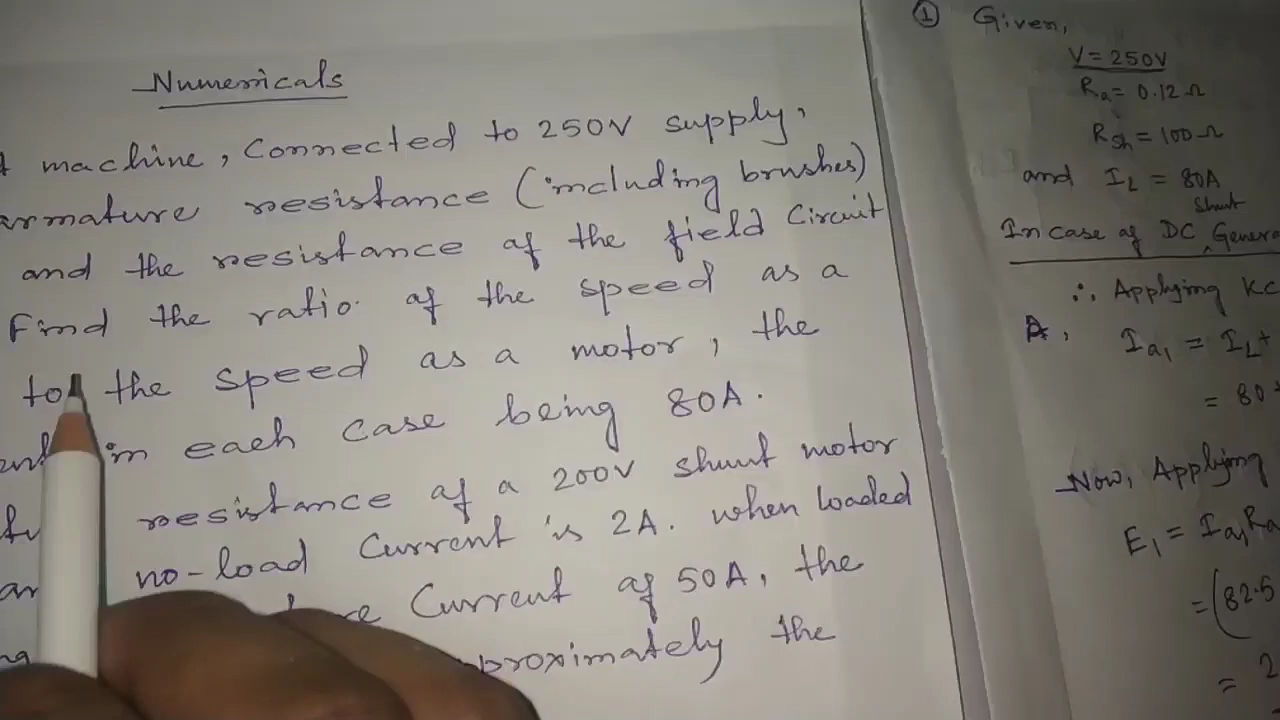 Numericals
machine, Connected to 250V supply,
armature resistance (including brushes)
and the resistance of the field Circuit
Find the ratio of the speed as a
to the speed as a motor, the
in each case being 80A.
resistance of a 200V shunt motor
no-load Current is 2A. when loaded
Current of 50A, the
the
① Given,
V = 250V
Ra = 0.12 Ω
Rsh = 100 Ω
and IL = 80A
Shunt
In case of DC ^
∴ Applying
Ia1 = IL +
= 80
Now, Applying
E1 = Ia1 Ra
= (82.5
= 2